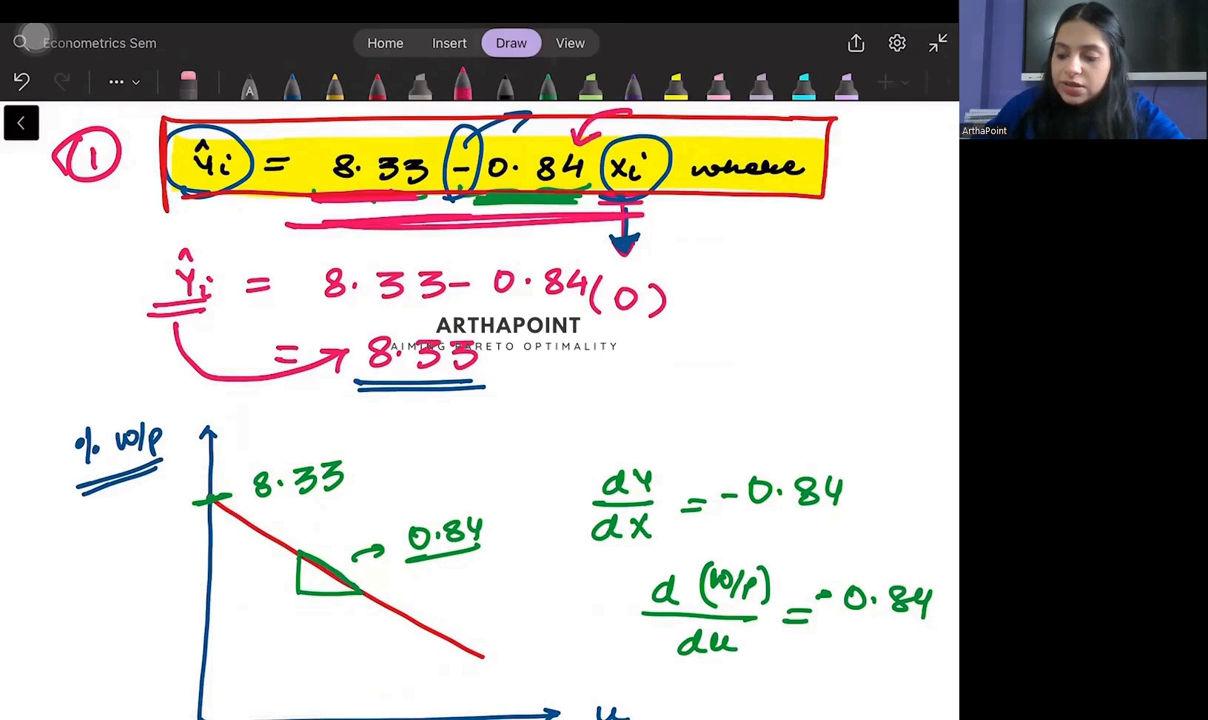 Econometrics Sem
Home Insert Draw View
A
ArthaPoint
1
Ŷi = 8.33 - 0.84 Xi where
Ŷi = 8.33 - 0.84(0)
ARTHAPOINT
AIMING PARETO OPTIMALITY
= 8.33
% W/P
8.33
0.84
dY/dX = -0.84
d(W/P)/du = -0.84
u